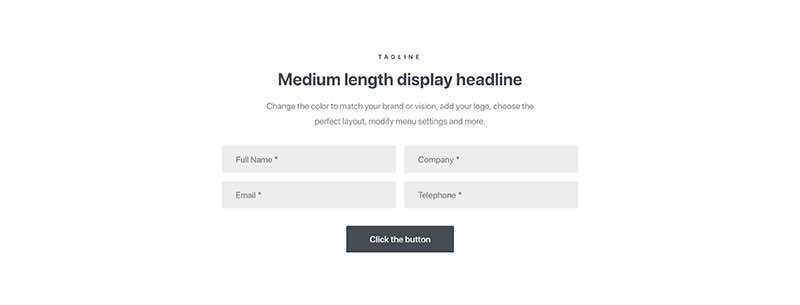 TAGLINE
Medium length display headline
Change the color to match your brand or vision, add your logo, choose the
perfect layout, modify menu settings and more.
Full Name *
Company *
Email *
Telephone *
Click the button